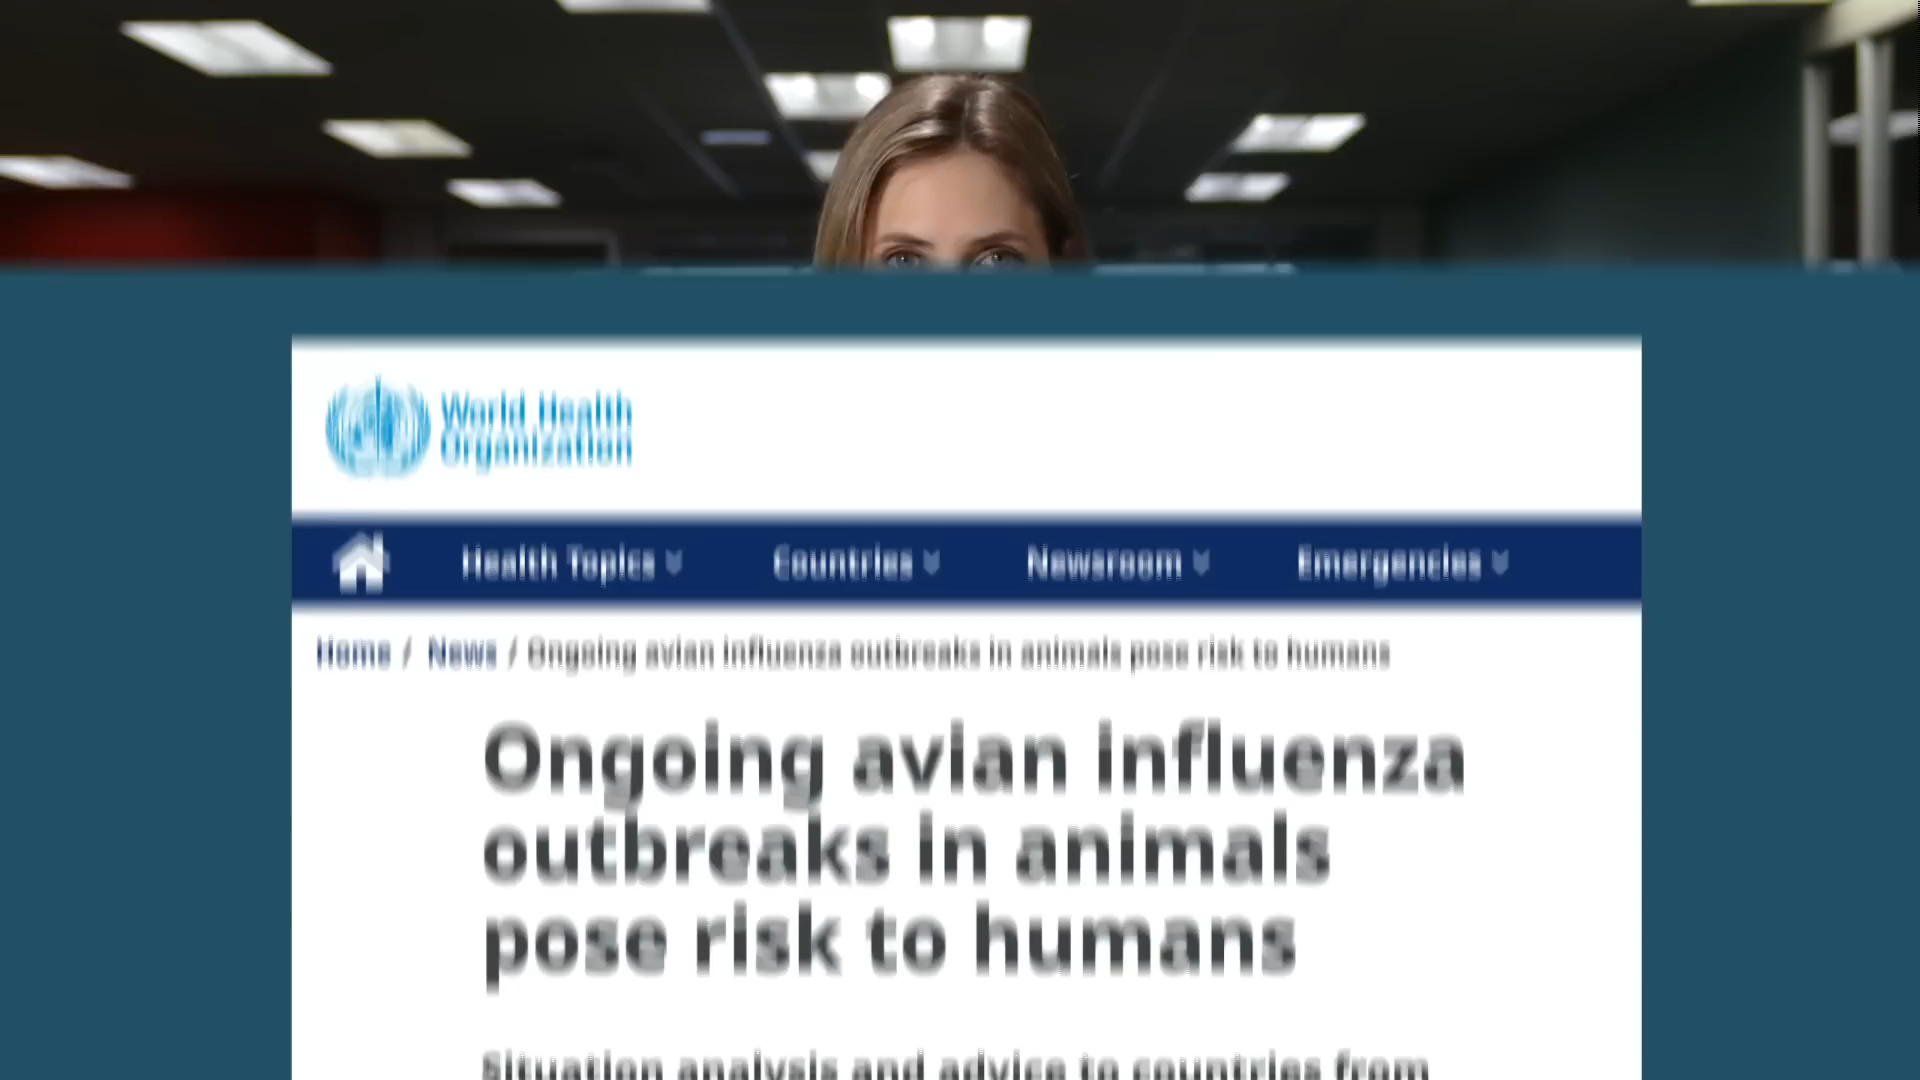 World Health
Organization
Health Topics Countries Newsroom Emergencies
Home / News / Ongoing avian influenza outbreaks in animals pose risk to humans
Ongoing avian influenza
outbreaks in animals
pose risk to humans
Situation analysis and advice to countries from